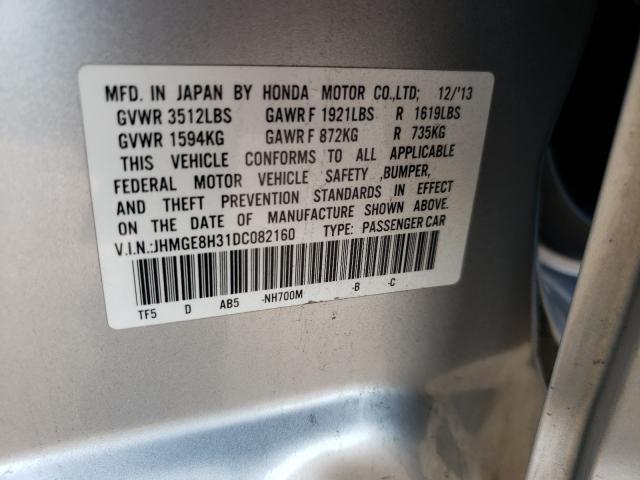 MFD. IN JAPAN BY HONDA MOTOR CO.,LTD; 12/'13
GVWR 3512LBS GAWR F 1921LBS R 1619LBS
GVWR 1594KG GAWR F 872KG R 735KG
THIS VEHICLE CONFORMS TO ALL APPLICABLE
FEDERAL MOTOR VEHICLE SAFETY ,BUMPER,
AND THEFT PREVENTION STANDARDS IN EFFECT
ON THE DATE OF MANUFACTURE SHOWN ABOVE.
V.I.N.:JHMGE8H31DC082160 TYPE: PASSENGER CAR
TF5 D AB5 -NH700M -B -C